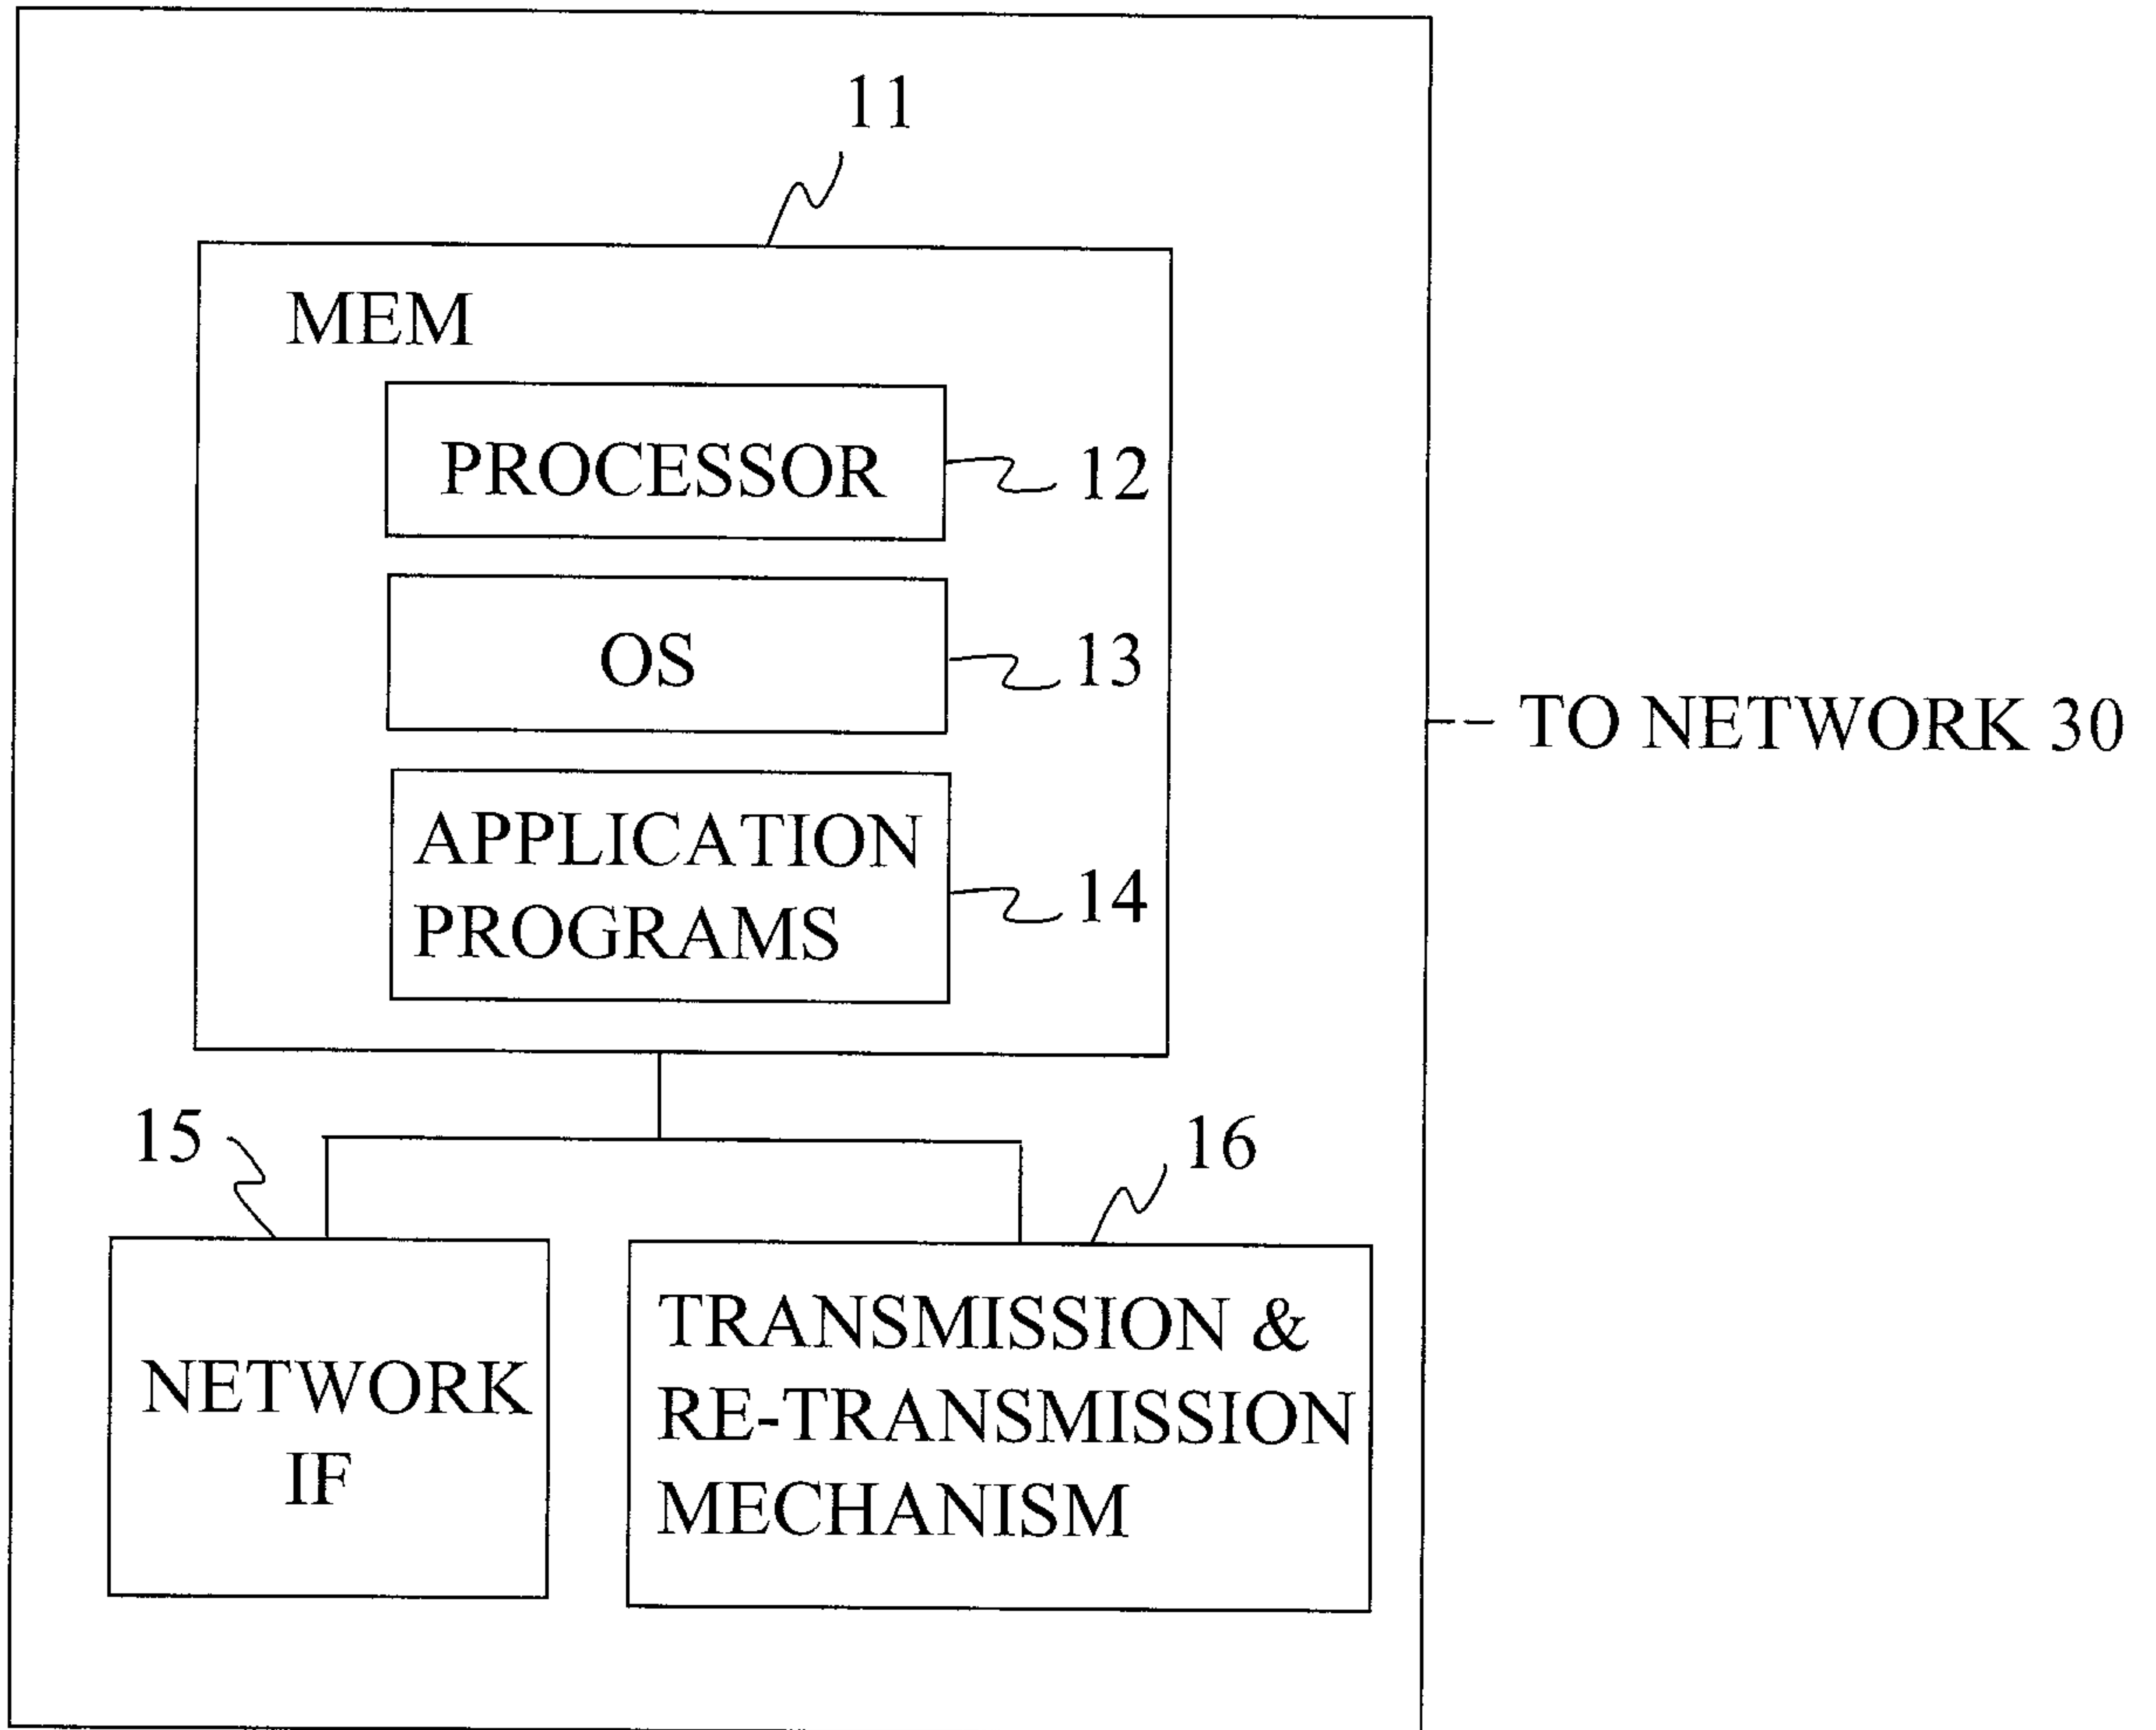 11
MEM
PROCESSOR
12
OS
13
TO NETWORK 30
APPLICATION
PROGRAMS
14
15
16
NETWORK
IF
TRANSMISSION &
RE-TRANSMISSION
MECHANISM